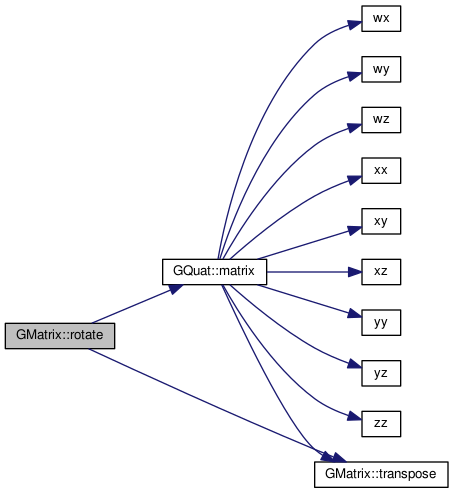 wx
wy
wz
xx
xy
GQuat::matrix
xz
yy
GMatrix::rotate
yz
zz
GMatrix::transpose